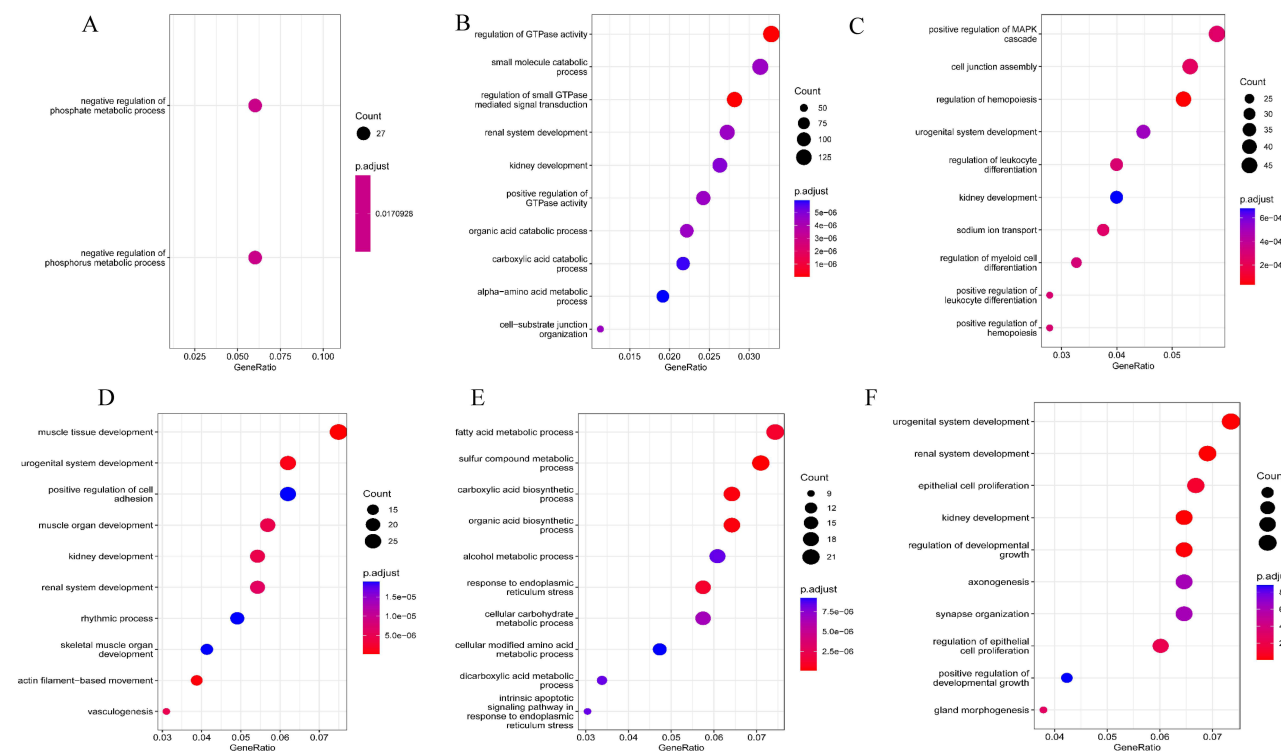 A
negative regulation of
phosphate metabolic process
negative regulation of
phosphorus metabolic process
0.025 0.050 0.075 0.100
GeneRatio
Count
27
p.adjust
0.0170928
B
regulation of GTPase activity
small molecule catabolic
process
regulation of small GTPase
mediated signal transduction
renal system development
kidney development
positive regulation of
GTPase activity
organic acid catabolic process
carboxylic acid catabolic
process
alpha-amino acid metabolic
process
cell-substrate junction
organization
0.015 0.020 0.025 0.030
GeneRatio
Count
50
75
100
125
p.adjust
5e-06
4e-06
3e-06
2e-06
1e-06
C
positive regulation of MAPK
cascade
cell junction assembly
regulation of hemopoiesis
urogenital system development
regulation of leukocyte
differentiation
kidney development
sodium ion transport
regulation of myeloid cell
differentiation
positive regulation of
leukocyte differentiation
positive regulation of
hemopoiesis
0.03 0.04 0.05
GeneRatio
Count
25
30
35
40
45
p.adjust
6e-04
4e-04
2e-04
D
muscle tissue development
urogenital system development
positive regulation of cell
adhesion
muscle organ development
kidney development
renal system development
rhythmic process
skeletal muscle organ
development
actin filament-based movement
vasculogenesis
0.03 0.04 0.05 0.06 0.07
GeneRatio
Count
15
20
25
p.adjust
1.5e-05
1.0e-05
5.0e-06
E
fatty acid metabolic process
sulfur compound metabolic
process
carboxylic acid biosynthetic
process
organic acid biosynthetic
process
alcohol metabolic process
response to endoplasmic
reticulum stress
cellular carbohydrate
metabolic process
cellular modified amino acid
metabolic process
dicarboxylic acid metabolic
process
intrinsic apoptotic
signaling pathway in
response to endoplasmic
reticulum stress
0.03 0.04 0.05 0.06 0.07
GeneRatio
Count
9
12
15
18
21
p.adjust
7.5e-06
5.0e-06
2.5e-06
F
urogenital system development
renal system development
epithelial cell proliferation
kidney development
regulation of developmental
growth
axonogenesis
synapse organization
regulation of epithelial
cell proliferation
positive regulation of
developmental growth
gland morphogenesis
0.04 0.05 0.06 0.07
GeneRatio
p.adjust
4
2